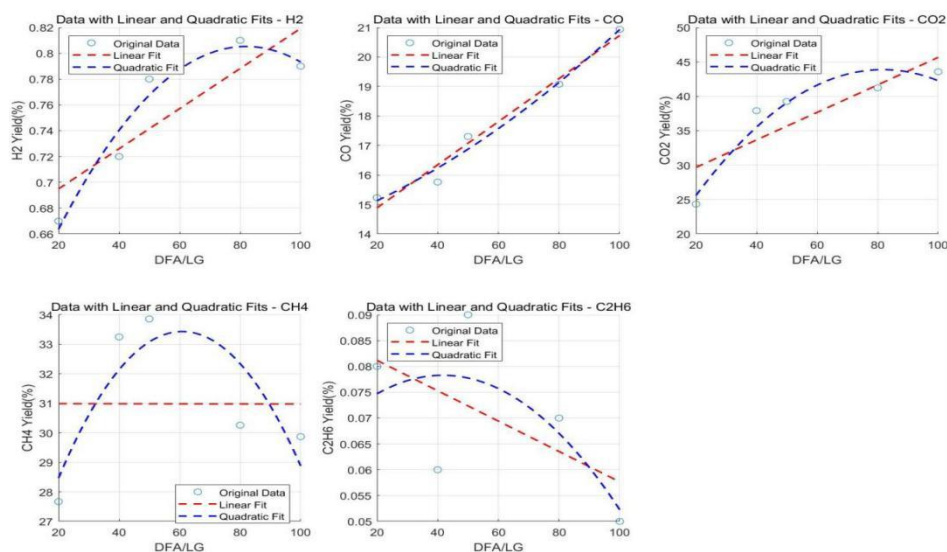 Data with Linear and Quadratic Fits - H2
0.82
0.8
0.78
0.76
0.74
0.72
0.7
0.68
0.66
H2 Yield(%)
Original Data
Linear Fit
Quadratic Fit
20 40 60 80 100
DFA/LG
Data with Linear and Quadratic Fits - CO
21
20
19
18
17
16
15
14
CO Yield(%)
Original Data
Linear Fit
Quadratic Fit
20 40 60 80 100
DFA/LG
Data with Linear and Quadratic Fits - CO2
50
45
40
35
30
25
20
CO2 Yield(%)
Original Data
Linear Fit
Quadratic Fit
20 40 60 80 100
DFA/LG
Data with Linear and Quadratic Fits - CH4
34
33
32
31
30
29
28
27
CH4 Yield(%)
Original Data
Linear Fit
Quadratic Fit
20 40 60 80 100
DFA/LG
Data with Linear and Quadratic Fits - C2H6
0.09
0.085
0.08
0.075
0.07
0.065
0.06
0.055
0.05
C2H6 Yield(%)
Original Data
Linear Fit
Quadratic Fit
20 40 60 80 100
DFA/LG